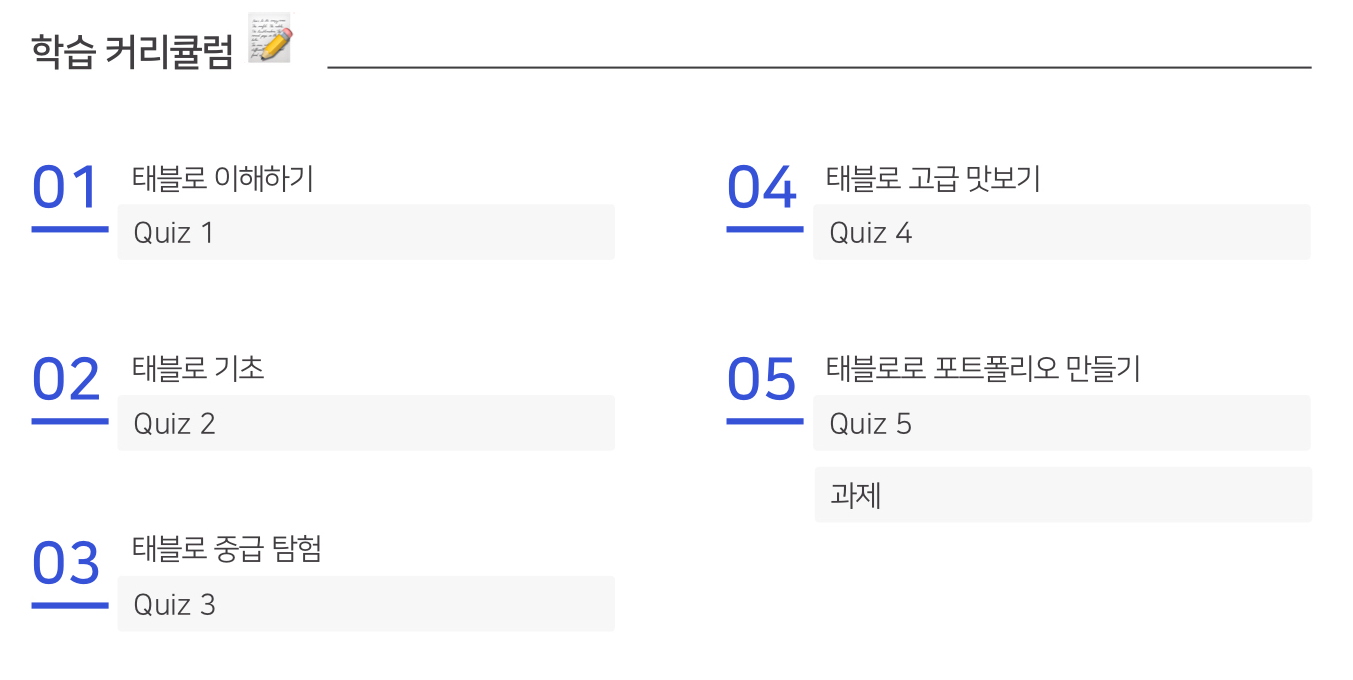 학습 커리큘럼
01 태블로 이해하기
Quiz 1
02 태블로 기초
Quiz 2
03 태블로 중급 탐험
Quiz 3
04 태블로 고급 맛보기
Quiz 4
05 태블로로 포트폴리오 만들기
Quiz 5
과제